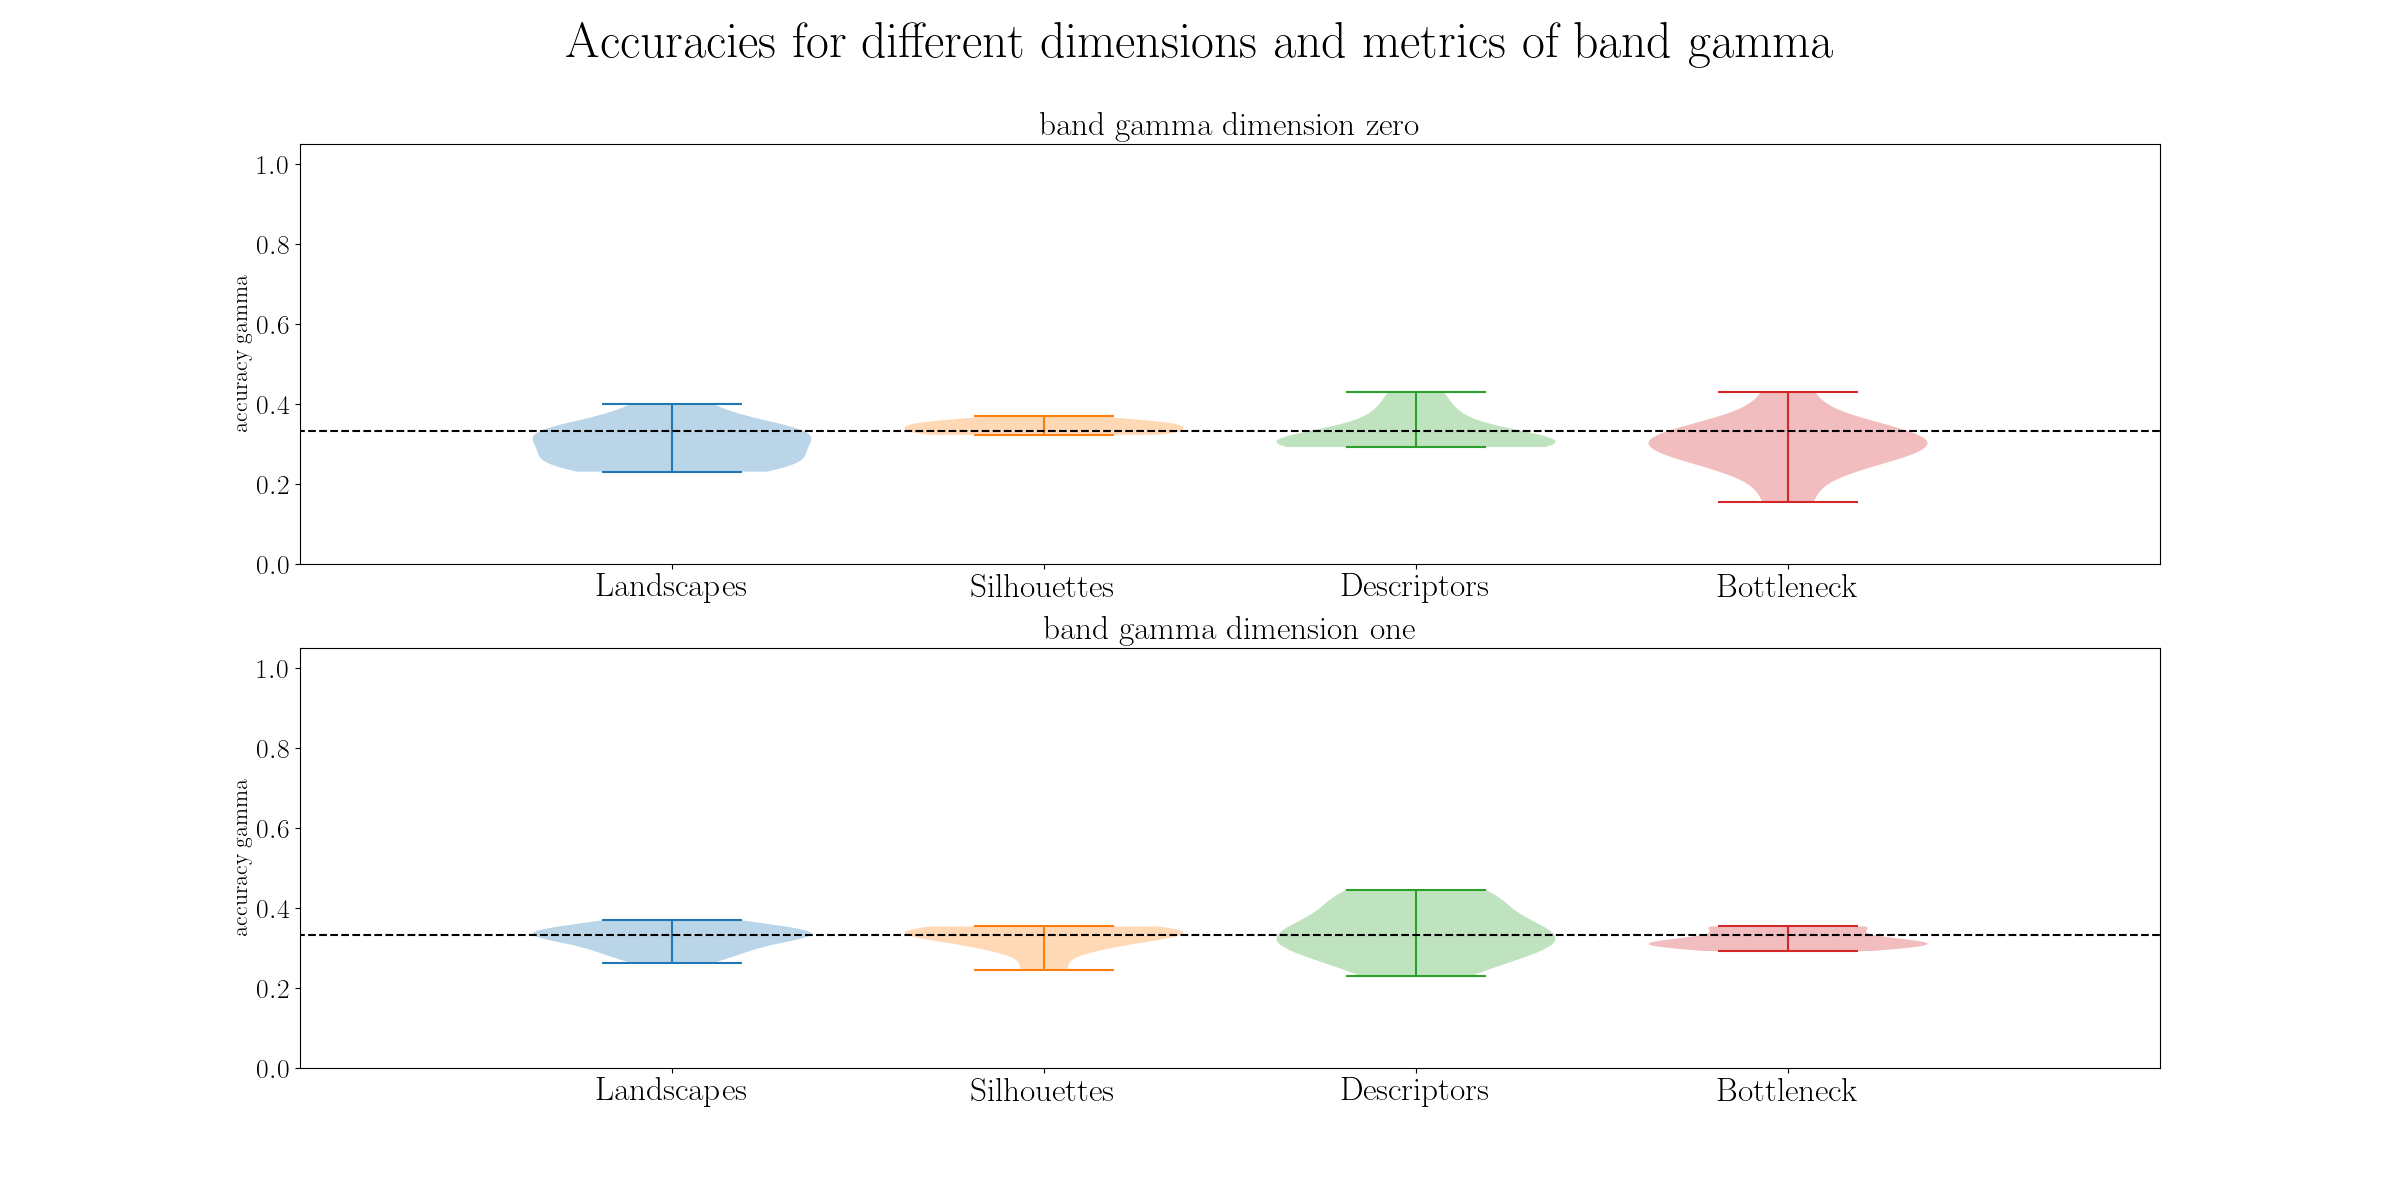 Accuracies for different dimensions and metrics of band gamma
band gamma dimension zero
accuracy gamma
1.0
0.8
0.6
0.4
0.2
0.0
Landscapes Silhouettes Descriptors Bottleneck
band gamma dimension one
accuracy gamma
1.0
0.8
0.6
0.4
0.2
0.0
Landscapes Silhouettes Descriptors Bottleneck